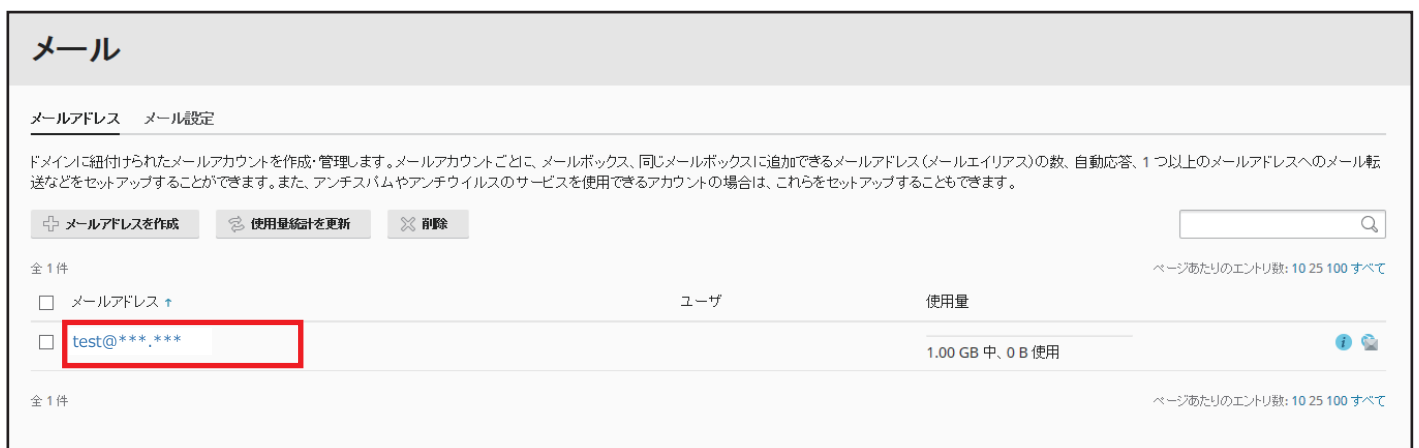 メール
メールアドレス メール設定
ドメインに紐付けられたメールアカウントを作成・管理します。メールアカウントごとに、メールボックス、同じメールボックスに追加できるメールアドレス(メールエイリアス)の数、自動応答、1 つ以上のメールアドレスへのメール転
送などをセットアップすることができます。また、アンチスパムやアンチウイルスのサービスを使用できるアカウントの場合は、これらをセットアップすることもできます。
メールアドレスを作成 使用量統計を更新 削除
全 1 件 ページあたりのエントリ数: 10 25 100 すべて
メールアドレス ↑ ユーザ 使用量
test@***.***
1.00 GB 中、0 B 使用
全 1 件 ページあたりのエントリ数: 10 25 100 すべて